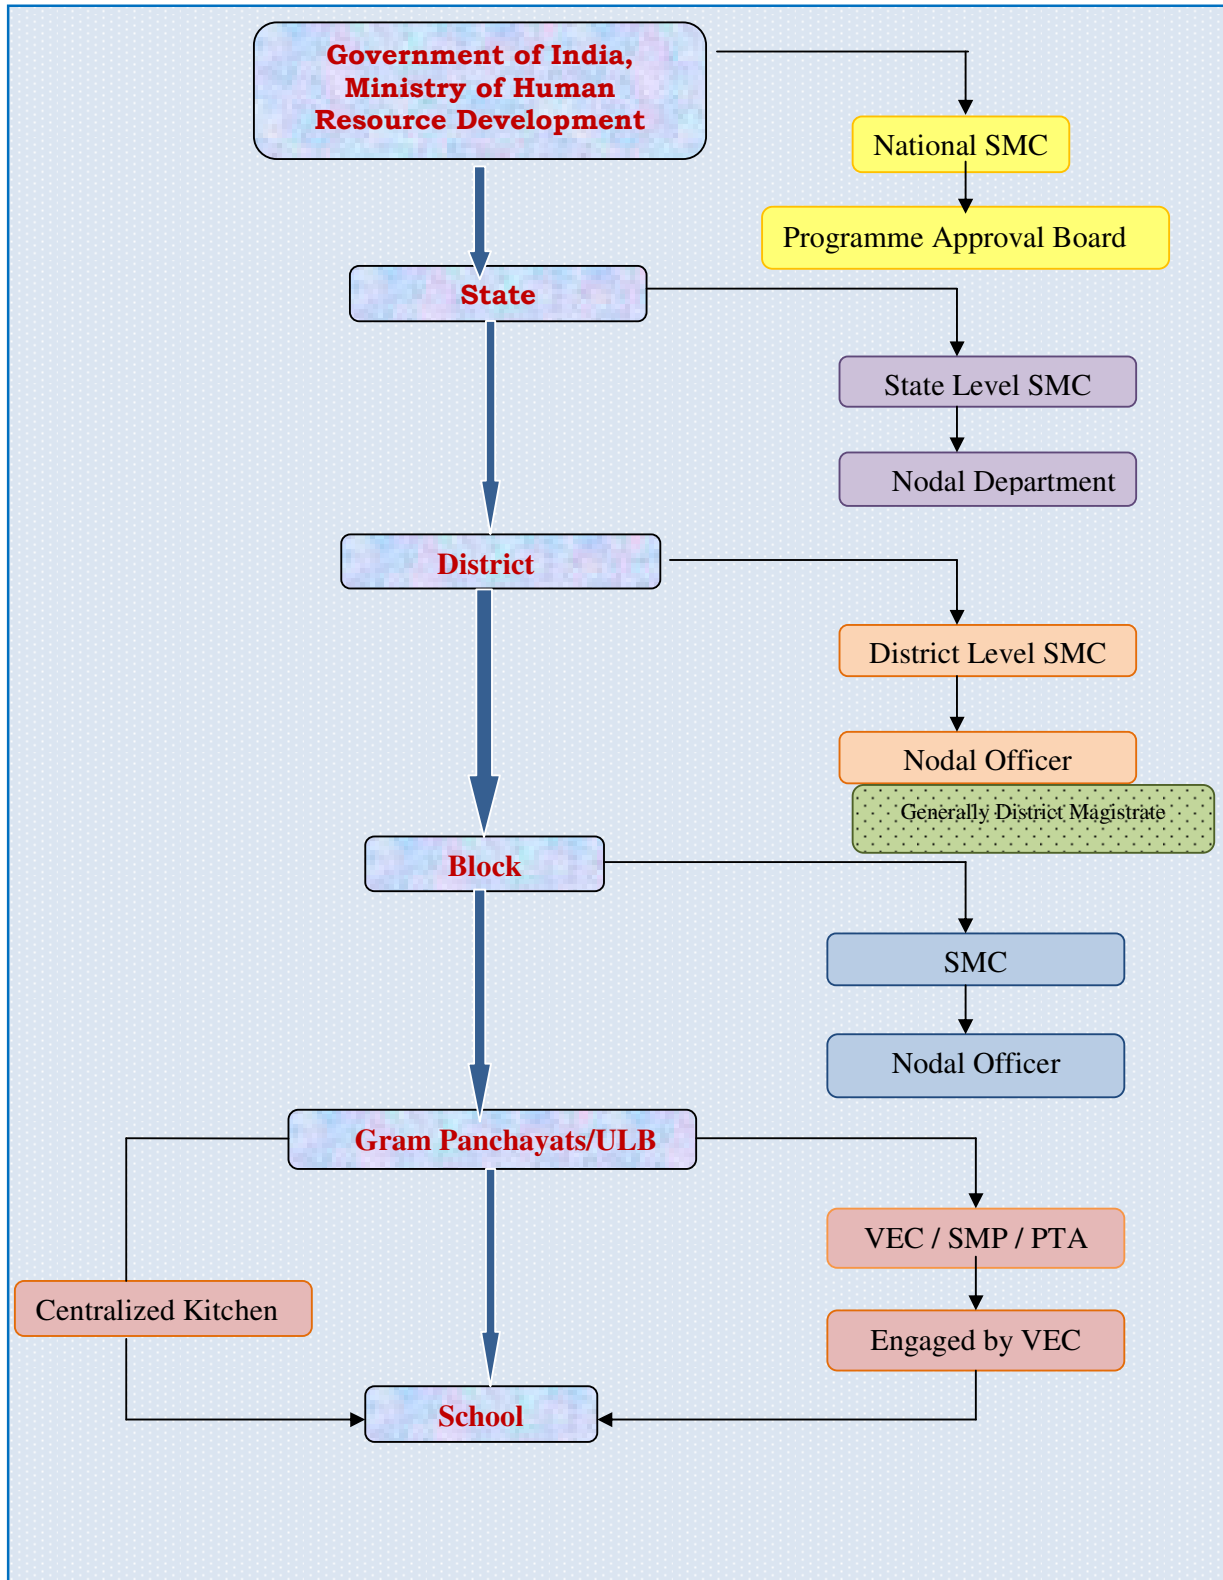 Government of India,
Ministry of Human
Resource Development
National SMC
Programme Approval Board
State
State Level SMC
Nodal Department
District
District Level SMC
Nodal Officer
Generally District Magistrate
Block
SMC
Nodal Officer
Gram Panchayats/ULB
VEC / SMP / PTA
Centralized Kitchen
Engaged by VEC
School